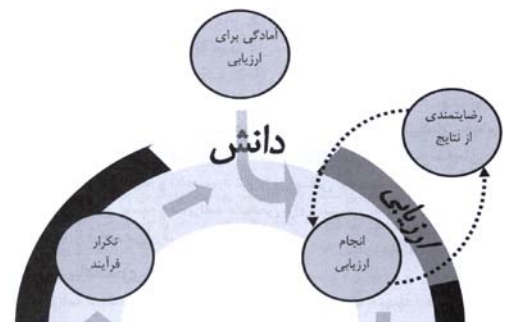 آمادگی برای
ارزیابی
دانش
رضایتمندی
از نتایج
ارزیابی
تکرار
فرآیند
انجام
ارزیابی